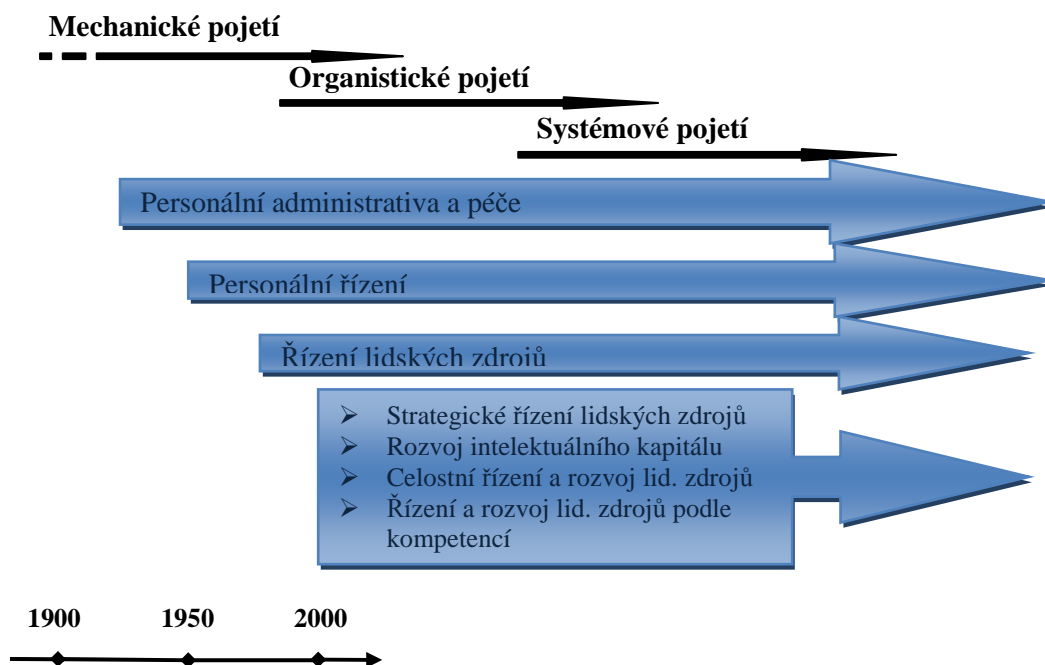 Mechanické pojetí
Organistické pojetí
Systémové pojetí
Personální administrativa a péče
Personální řízení
Řízení lidských zdrojů
➢ Strategické řízení lidských zdrojů
➢ Rozvoj intelektuálního kapitálu
➢ Celostní řízení a rozvoj lid. zdrojů
➢ Řízení a rozvoj lid. zdrojů podle
kompetencí
1900 1950 2000